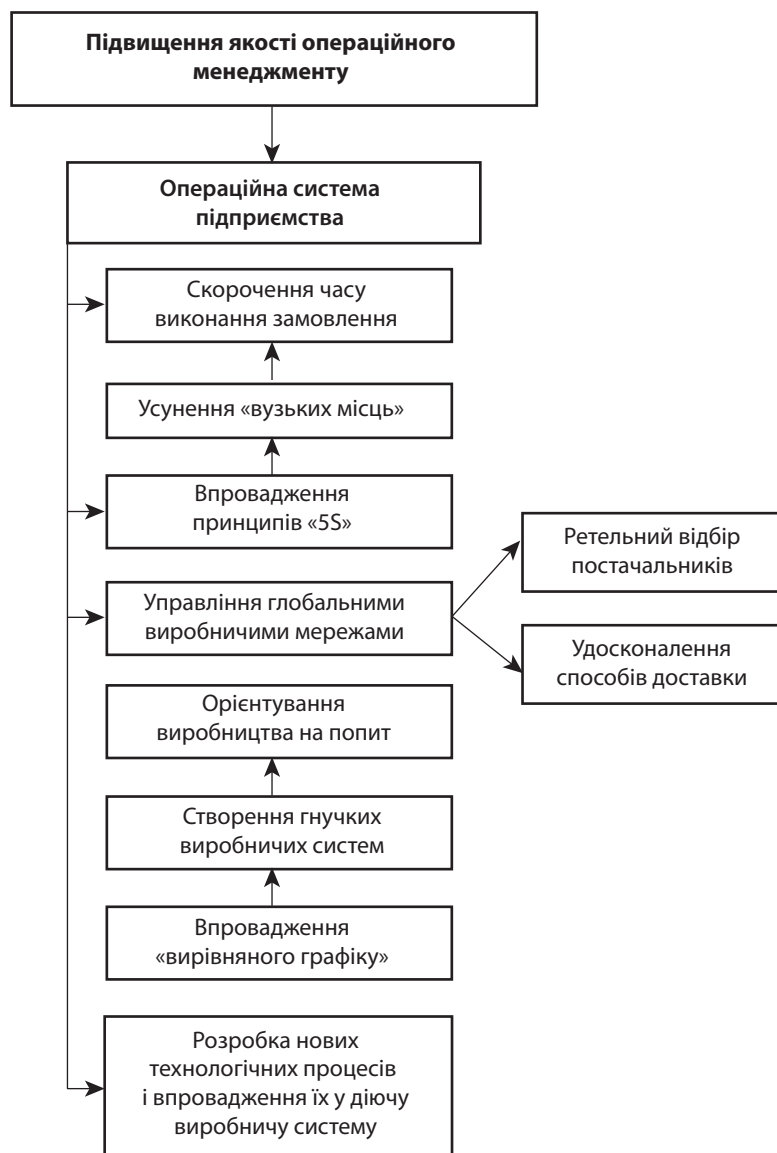 Підвищення якості операційного
менеджменту
Операційна система
підприємства
Скорочення часу
виконання замовлення
Усунення «вузьких місць»
Впровадження
принципів «5S»
Управління глобальними
виробничими мережами
Ретельний відбір
постачальників
Удосконалення
способів доставки
Орієнтування
виробництва на попит
Створення гнучких
виробничих систем
Впровадження
«вирівняного графіку»
Розробка нових
технологічних процесів
і впровадження їх у діючу
виробничу систему